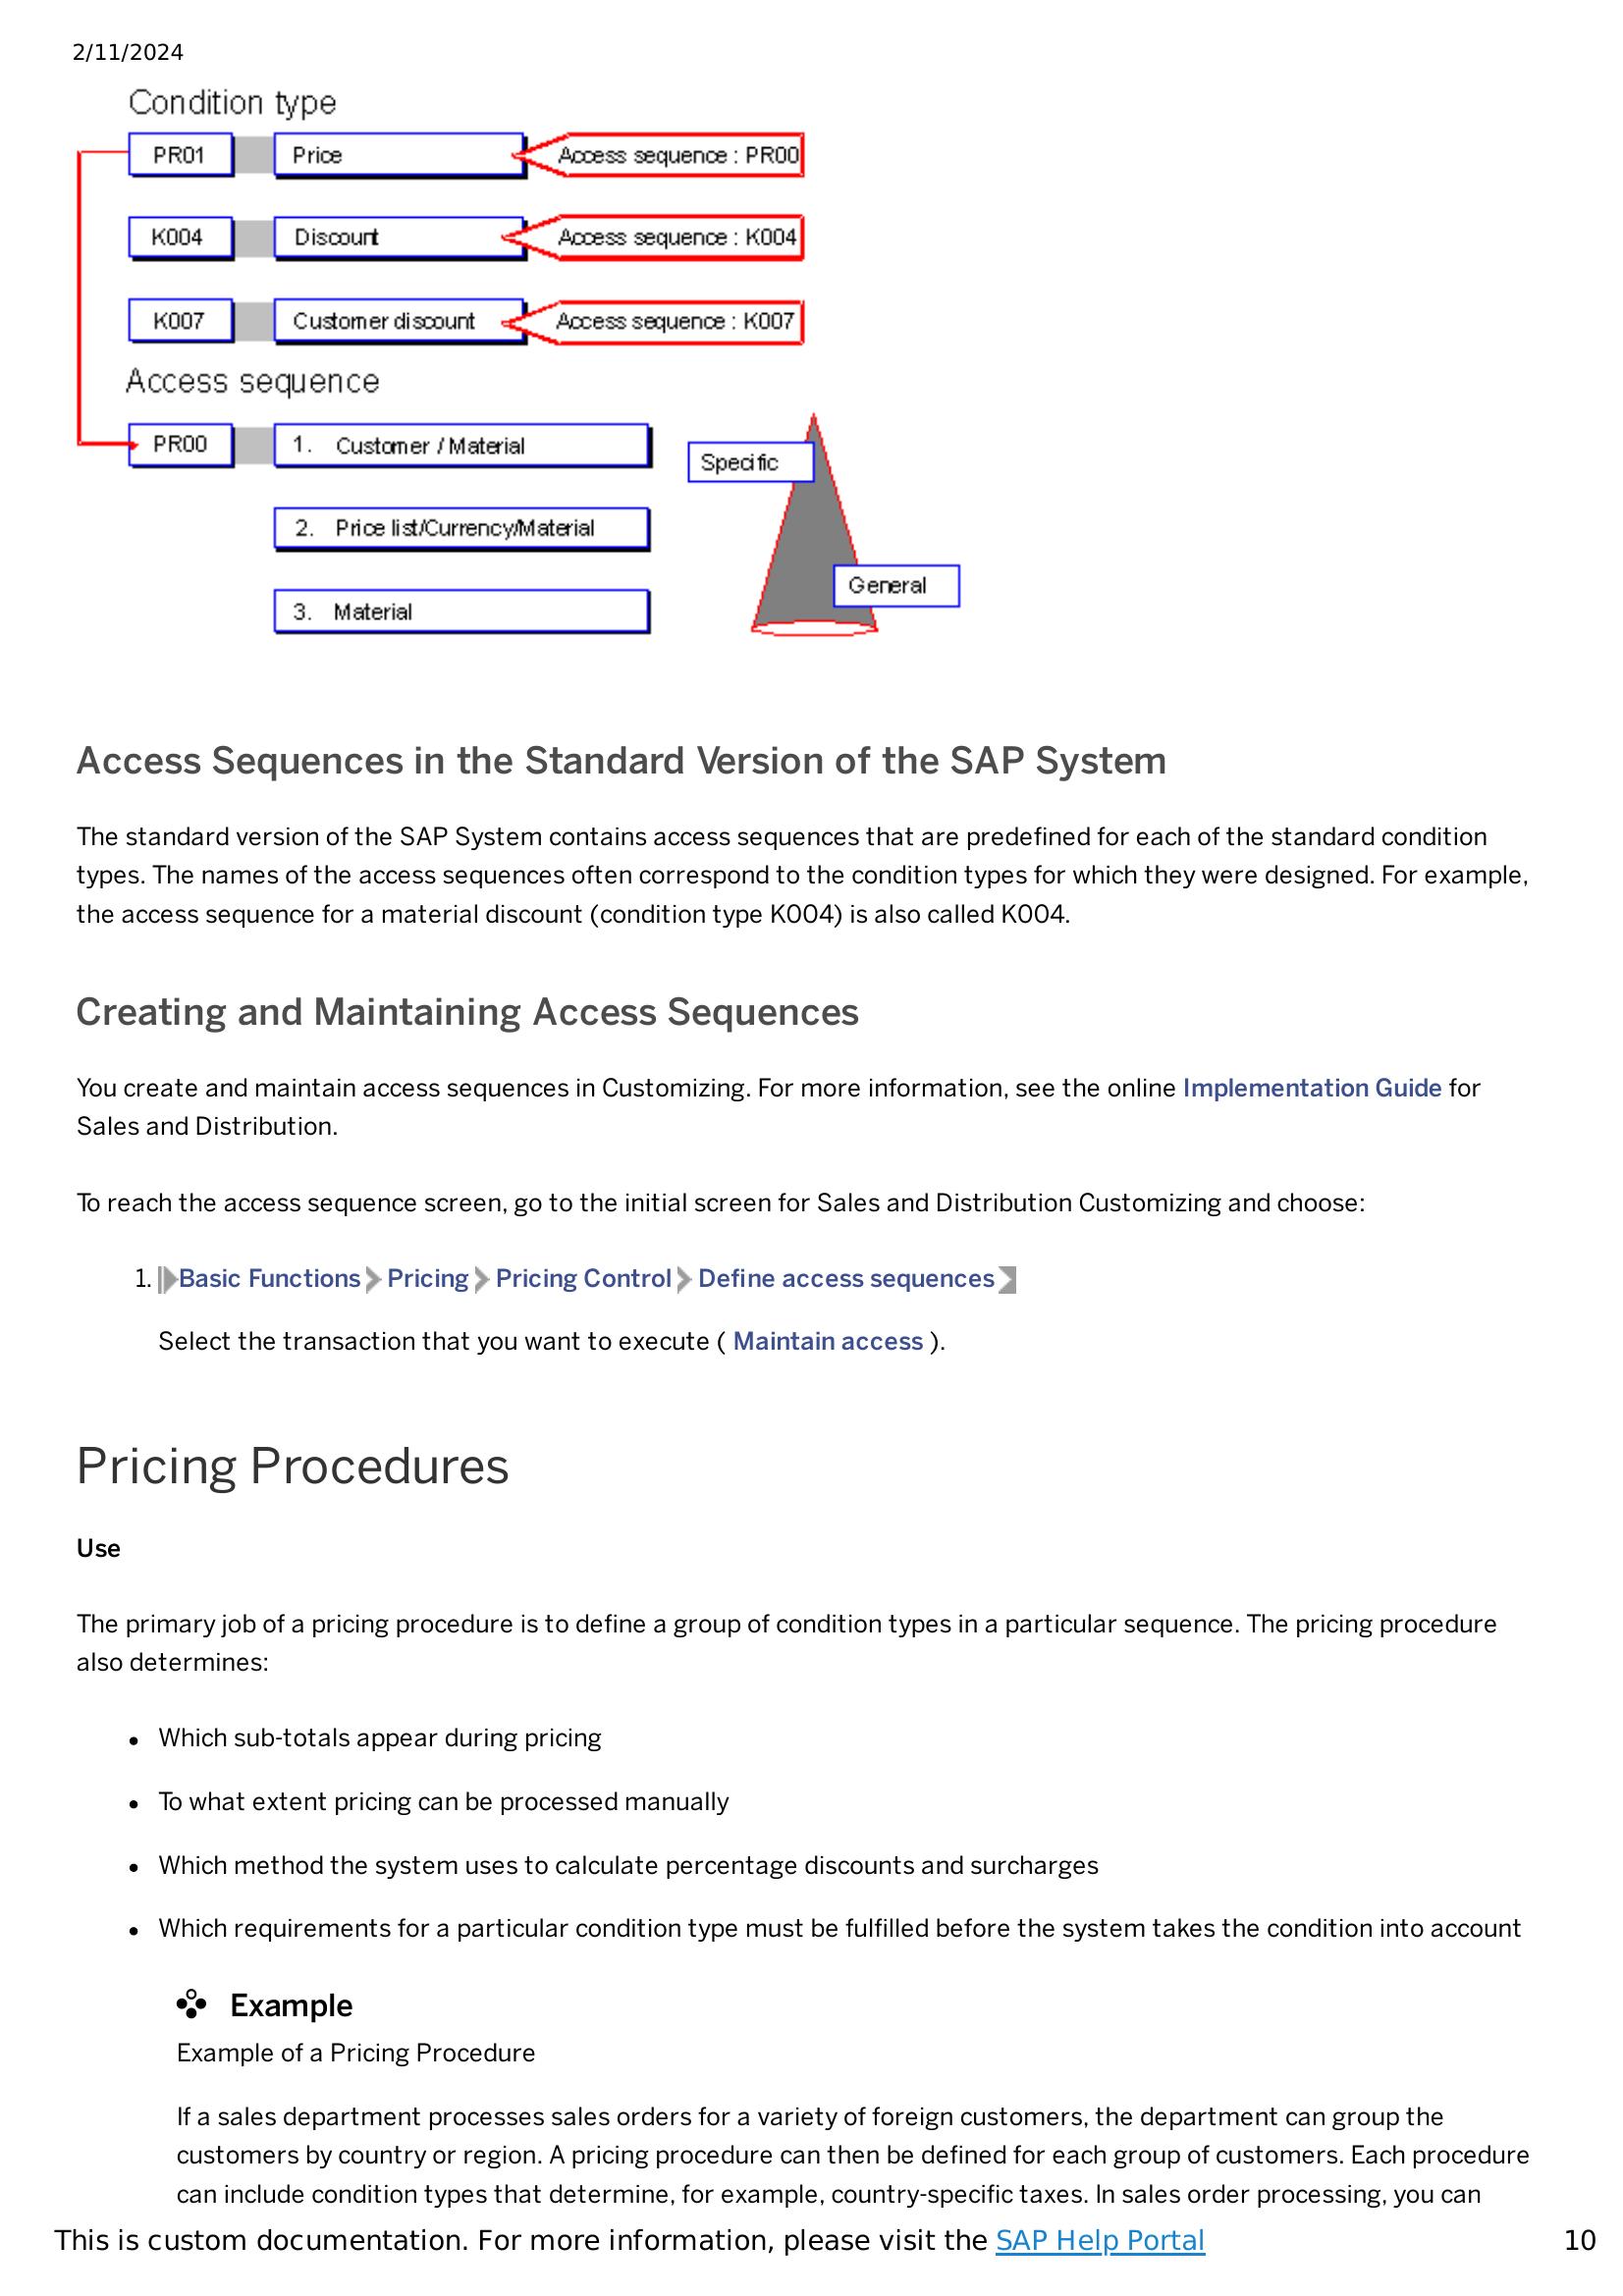 2/11/2024
Condition type
PR01 Price Access sequence : PR00
K004 Discount Access sequence : K004
K007 Customer discount Access sequence : K007
Access sequence
PR00 1. Customer / Material
Specific
2. Price list/Currency/Material
General
3. Material
Access Sequences in the Standard Version of the SAP System
The standard version of the SAP System contains access sequences that are predefined for each of the standard condition
types. The names of the access sequences often correspond to the condition types for which they were designed. For example,
the access sequence for a material discount (condition type K004) is also called K004.
Creating and Maintaining Access Sequences
You create and maintain access sequences in Customizing. For more information, see the online Implementation Guide for
Sales and Distribution.
To reach the access sequence screen, go to the initial screen for Sales and Distribution Customizing and choose:
1. Basic Functions Pricing Pricing Control Define access sequences
Select the transaction that you want to execute ( Maintain access ).
Pricing Procedures
Use
The primary job of a pricing procedure is to define a group of condition types in a particular sequence. The pricing procedure
also determines:
• Which sub-totals appear during pricing
• To what extent pricing can be processed manually
• Which method the system uses to calculate percentage discounts and surcharges
• Which requirements for a particular condition type must be fulfilled before the system takes the condition into account
Example
Example of a Pricing Procedure
If a sales department processes sales orders for a variety of foreign customers, the department can group the
customers by country or region. A pricing procedure can then be defined for each group of customers. Each procedure
can include condition types that determine, for example, country-specific taxes. In sales order processing, you can
This is custom documentation. For more information, please visit the SAP Help Portal 10